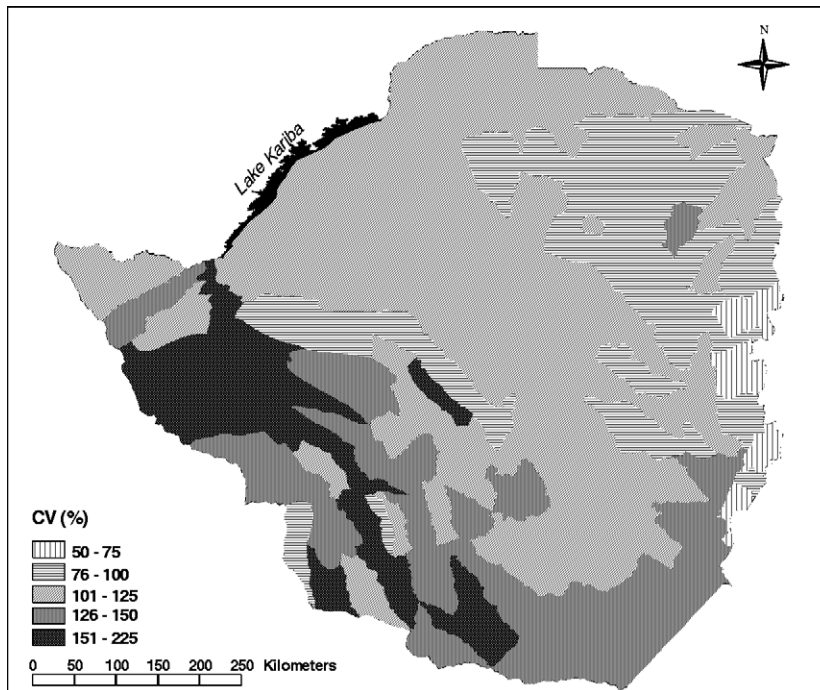 N
Lake Kariba
CV (%)
50 - 75
76 - 100
101 - 125
126 - 150
151 - 225
0 50 100 150 200 250 Kilometers